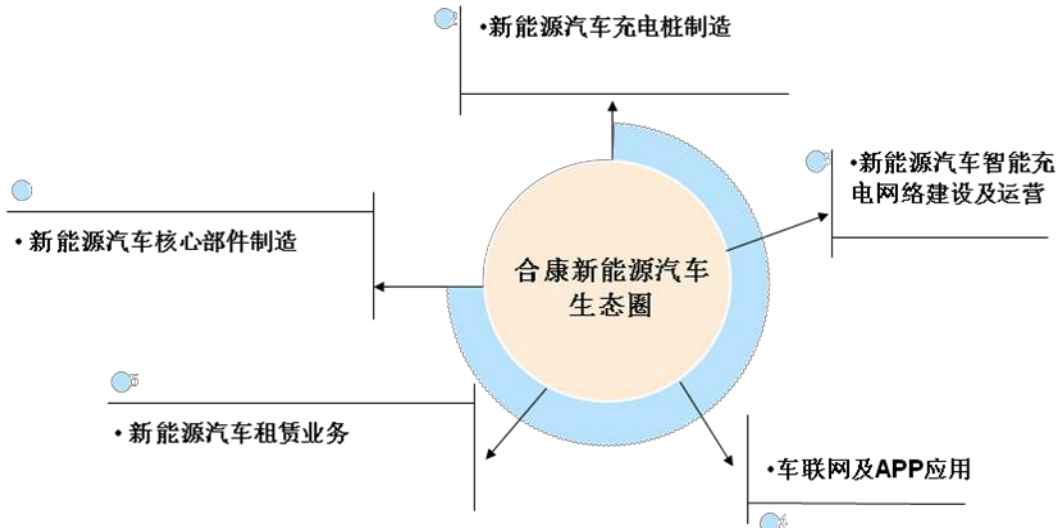 •新能源汽车充电桩制造
•新能源汽车智能充
电网络建设及运营
•新能源汽车核心部件制造
合康新能源汽车
生态圈
•新能源汽车租赁业务
•车联网及APP应用